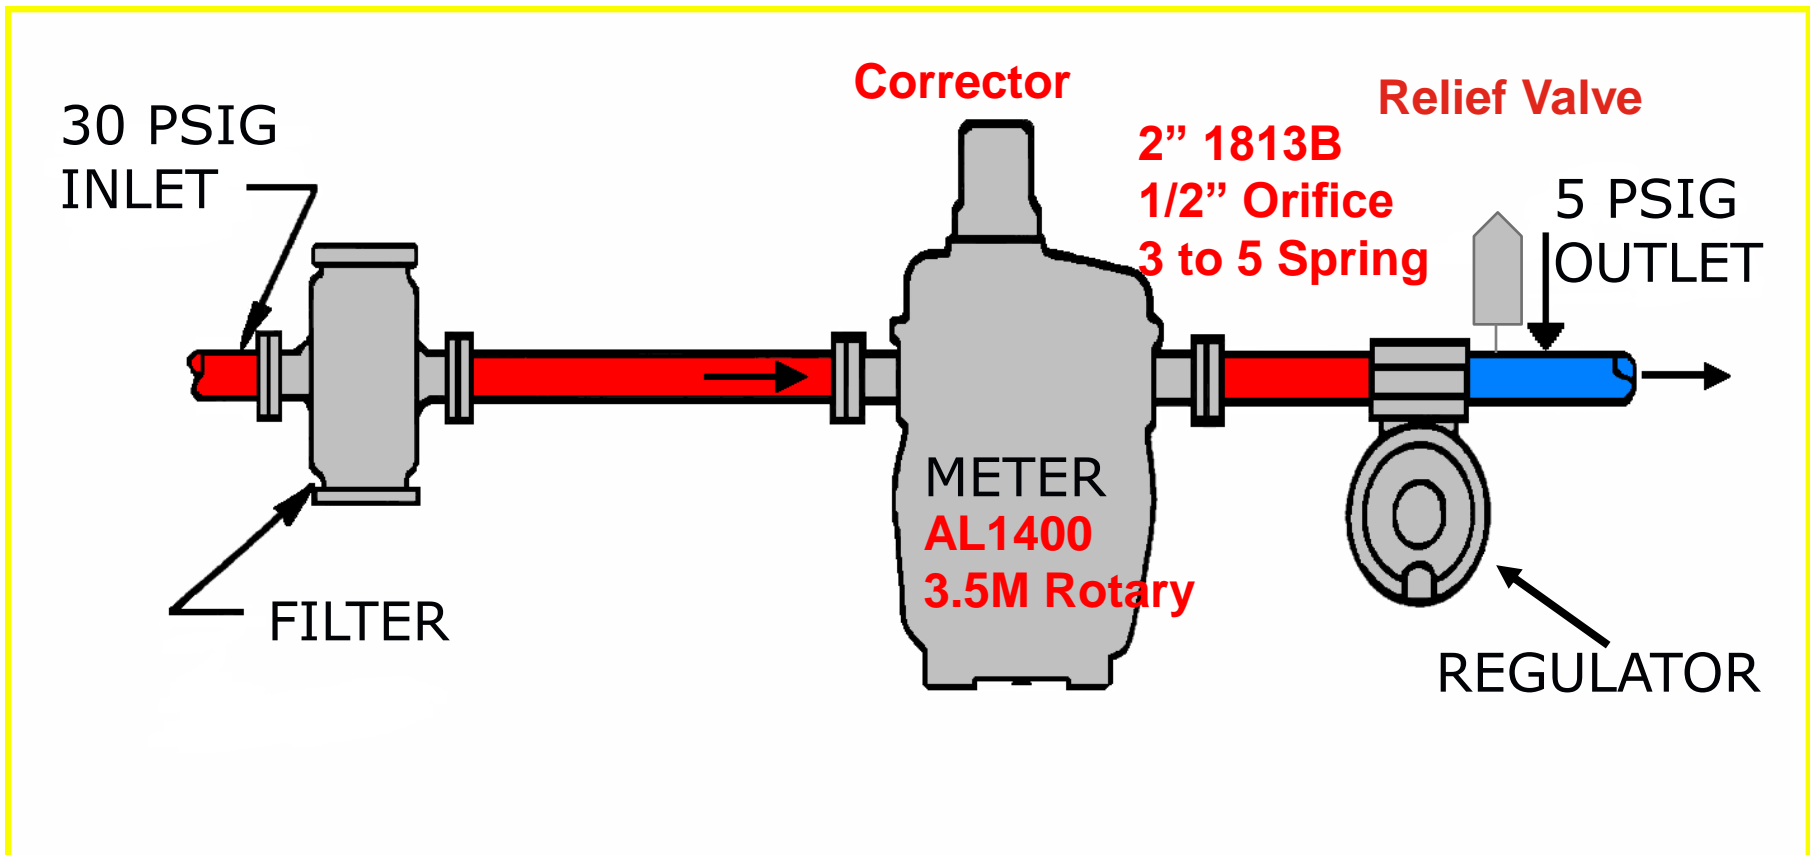 30 PSIG
INLET
Corrector
Relief Valve
2” 1813B
1/2” Orifice
3 to 5 Spring
5 PSIG
OUTLET
METER
AL1400
3.5M Rotary
FILTER
REGULATOR